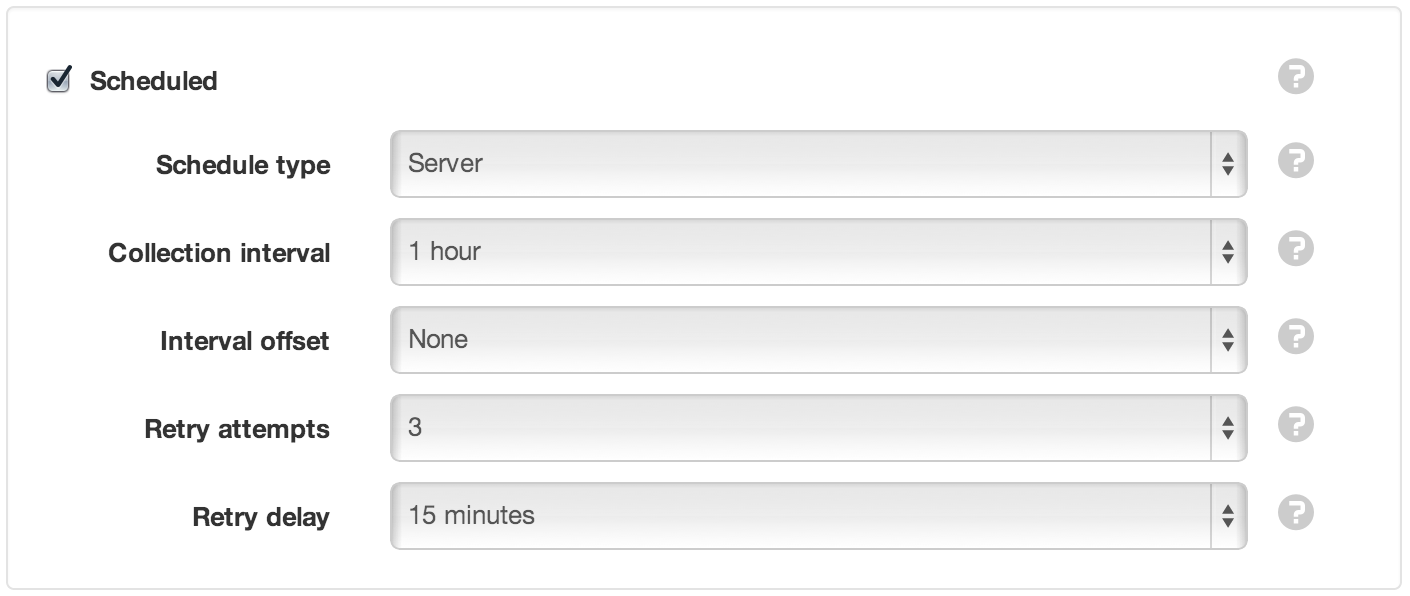 Scheduled
Schedule type Server
Collection interval 1 hour
Interval offset None
Retry attempts 3
Retry delay 15 minutes